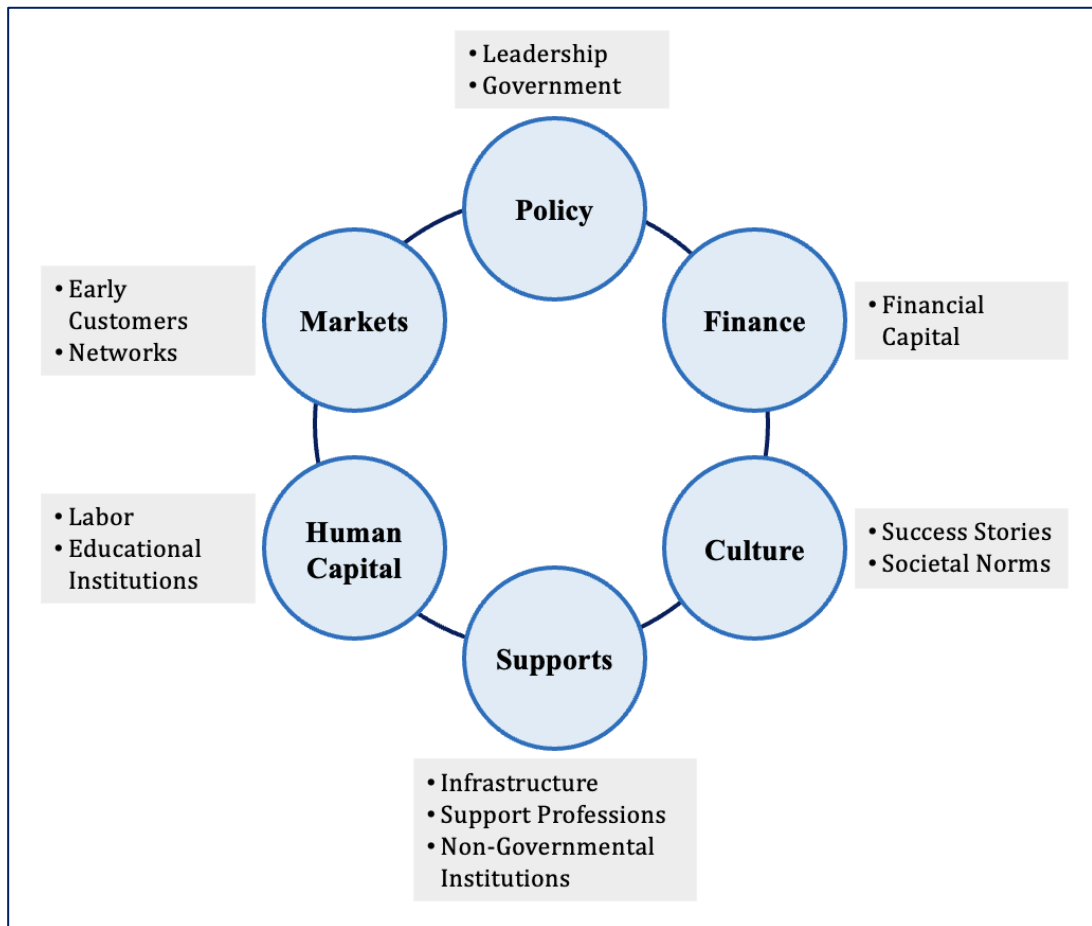 • Leadership
• Government
Policy
• Early
Customers
• Networks
Markets
Finance
• Financial
Capital
• Labor
• Educational
Institutions
Human
Capital
Culture
• Success Stories
• Societal Norms
Supports
• Infrastructure
• Support Professions
• Non-Governmental
Institutions